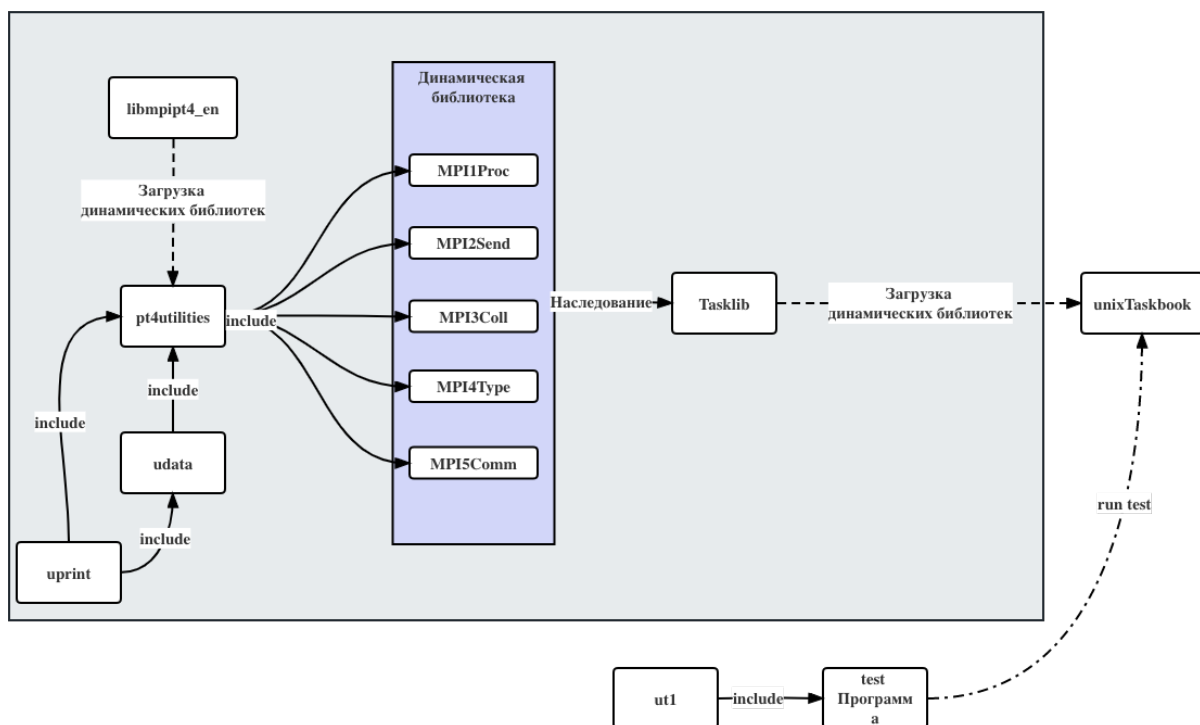 Динамическая
библиотека
libmpipt4_en
MPI1Proc
Загрузка
динамических библиотек
MPI2Send
Наследование
Tasklib
Загрузка
динамических библиотек
unixTaskbook
pt4utilities
include
MPI3Coll
include
MPI4Type
include
udata
MPI5Comm
include
uprint
run test
ut1
include
test
Программ
а